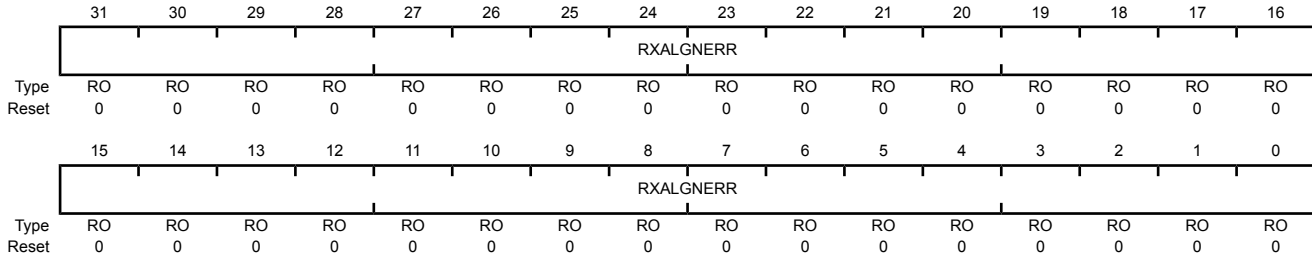 31 30 29 28 27 26 25 24 23 22 21 20 19 18 17 16
RXALGNERR
Type RO RO RO RO RO RO RO RO RO RO RO RO RO RO RO RO
Reset 0 0 0 0 0 0 0 0 0 0 0 0 0 0 0 0
15 14 13 12 11 10 9 8 7 6 5 4 3 2 1 0
RXALGNERR
Type RO RO RO RO RO RO RO RO RO RO RO RO RO RO RO RO
Reset 0 0 0 0 0 0 0 0 0 0 0 0 0 0 0 0